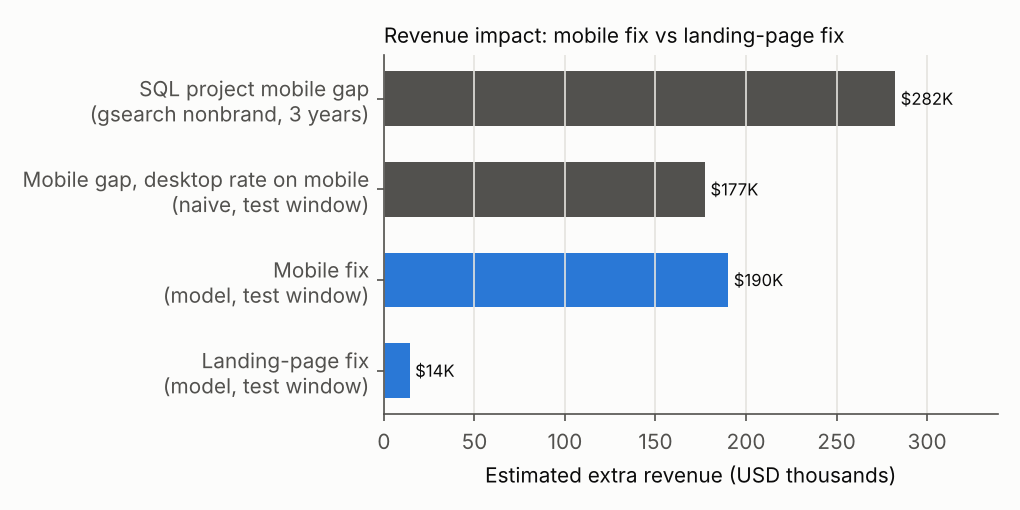 Revenue impact: mobile fix vs landing-page fix
SQL project mobile gap
(gsearch nonbrand, 3 years)
$282K
Mobile gap, desktop rate on mobile
(naive, test window)
$177K
Mobile fix
(model, test window)
$190K
Landing-page fix
(model, test window)
$14K
0 50 100 150 200 250 300
Estimated extra revenue (USD thousands)